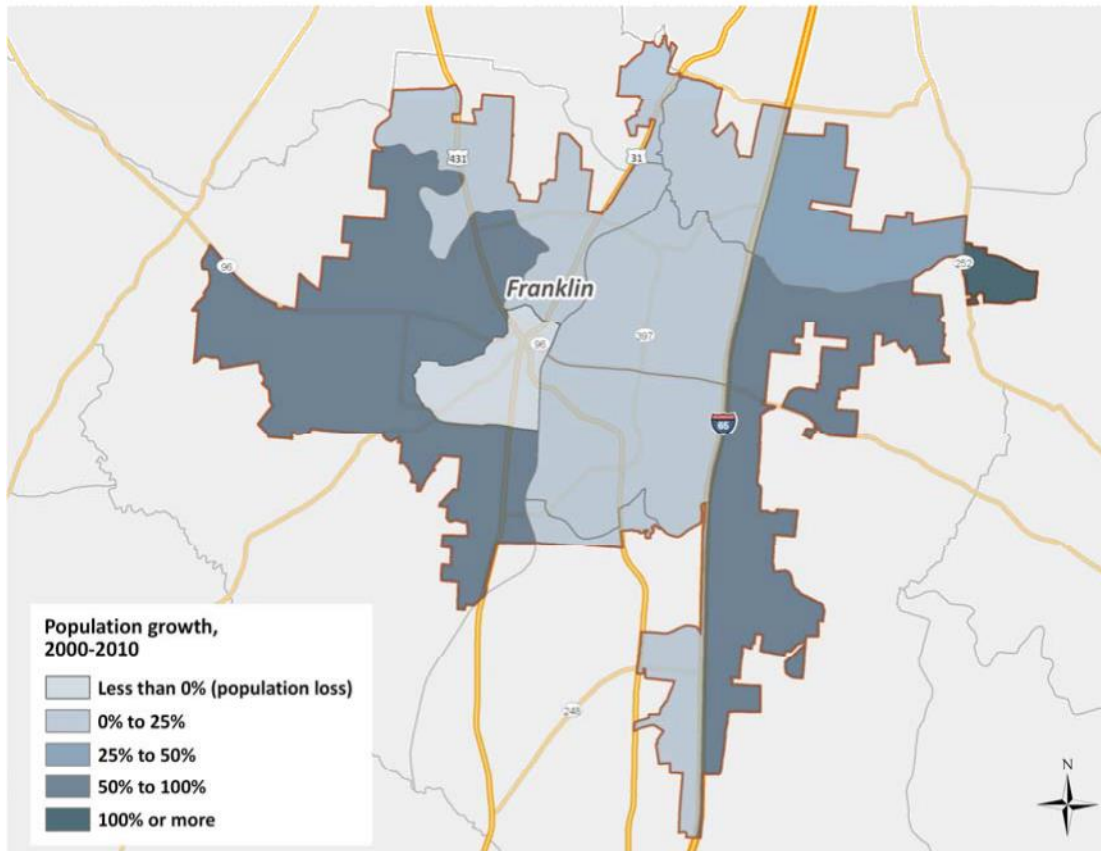 431
31
96
252
Franklin
96
397
65
248
Population growth,
2000-2010
Less than 0% (population loss)
0% to 25%
25% to 50%
50% to 100%
100% or more
N